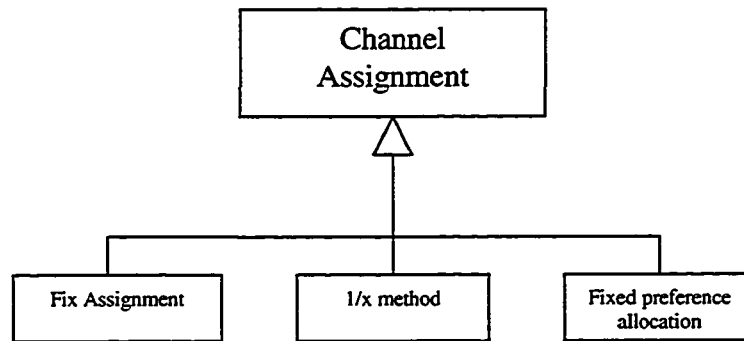 Channel
Assignment
Fix Assignment
1/x method
Fixed preference
allocation